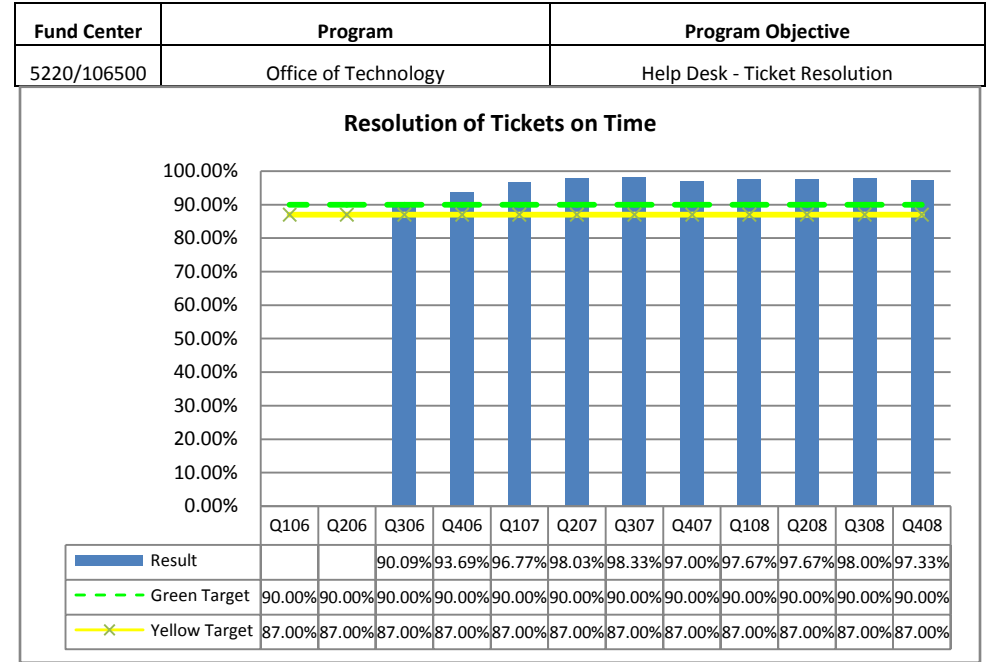 Fund Center Program Program Objective
5220/106500 Office of Technology Help Desk - Ticket Resolution
Resolution of Tickets on Time
100.00%
90.00%
80.00%
70.00%
60.00%
50.00%
40.00%
30.00%
20.00%
10.00%
0.00%
Q106 Q206 Q306 Q406 Q107 Q207 Q307 Q407 Q108 Q208 Q308 Q408
Result 90.09% 93.69% 96.77% 98.03% 98.33% 97.00% 97.67% 97.67% 98.00% 97.33%
Green Target 90.00% 90.00% 90.00% 90.00% 90.00% 90.00% 90.00% 90.00% 90.00% 90.00% 90.00% 90.00%
Yellow Target 87.00% 87.00% 87.00% 87.00% 87.00% 87.00% 87.00% 87.00% 87.00% 87.00% 87.00% 87.00%